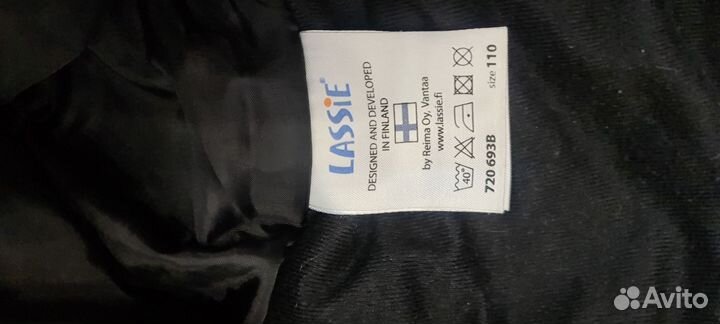 LASSiE®
DESIGNED AND DEVELOPED
IN FINLAND
by Reima Oy, Vantaa
www.lassie.fi
40°
720 693B
size 110
Avito